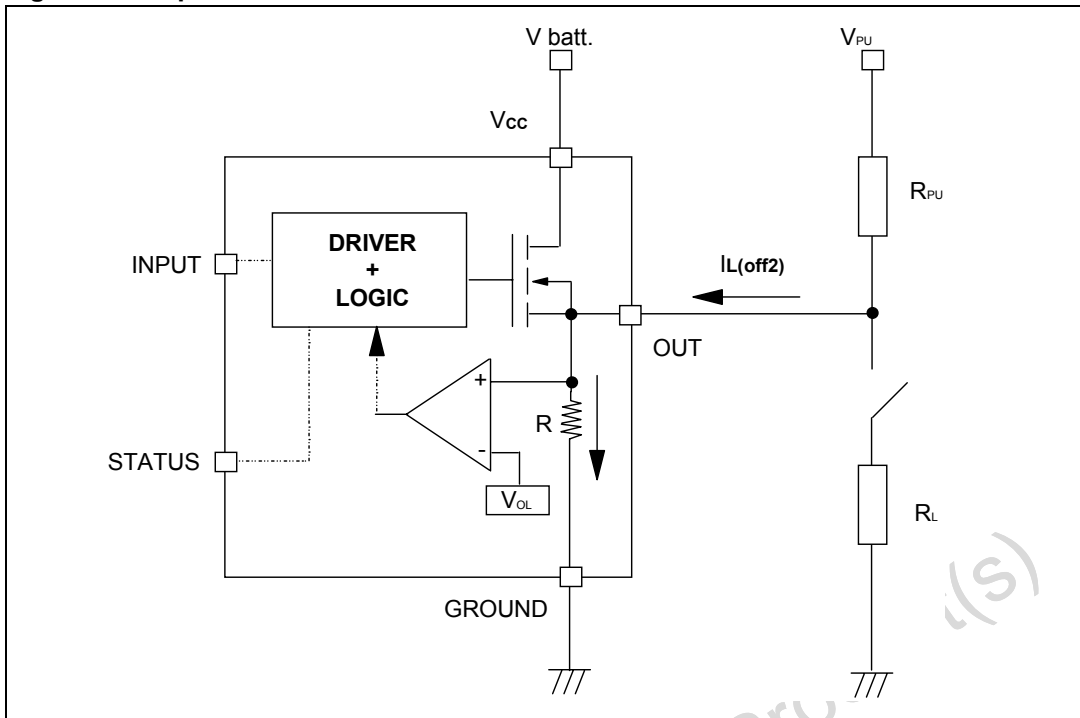 V batt.
VPU
Vcc
RPU
DRIVER
+
LOGIC
INPUT
IL(off2)
OUT
+
R
-
STATUS
VOL
RL
GROUND